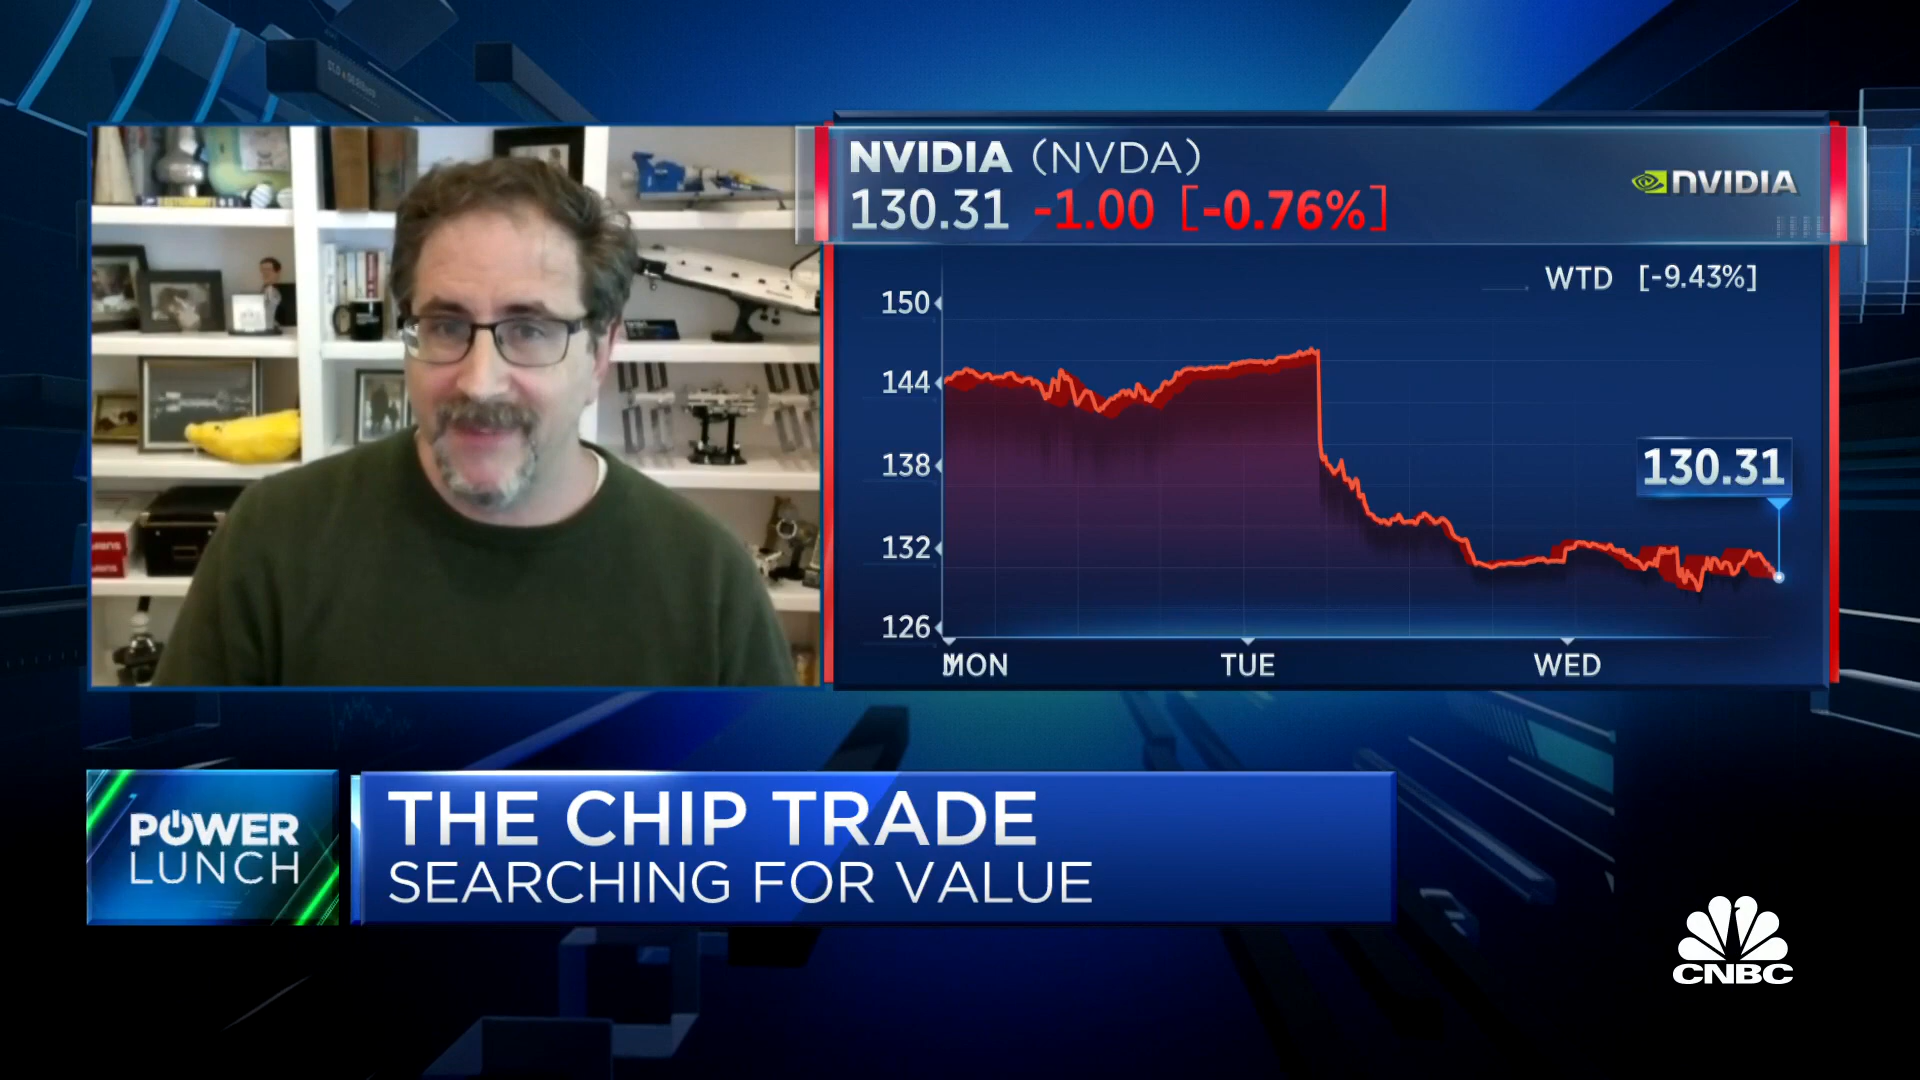 NVIDIA (NVDA)
130.31 -1.00 [-0.76%]
NVIDIA
WTD [-9.43%]
150
144
138
132
126
130.31
MON TUE WED
POWER
LUNCH
THE CHIP TRADE
SEARCHING FOR VALUE
CNBC